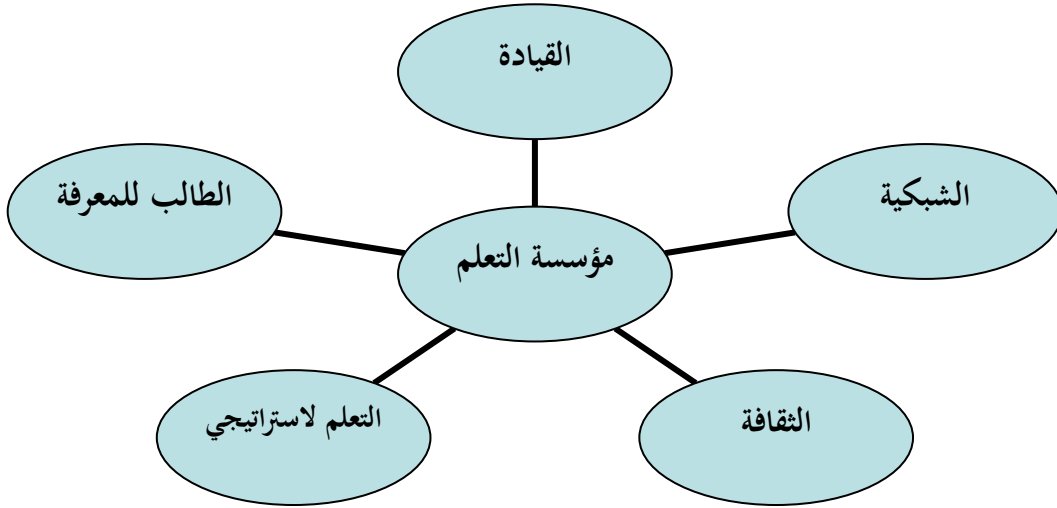 القيادة
الشبكية
الطالب للمعرفة
مؤسسة التعلم
الثقافة
التعلم لاستراتيجي